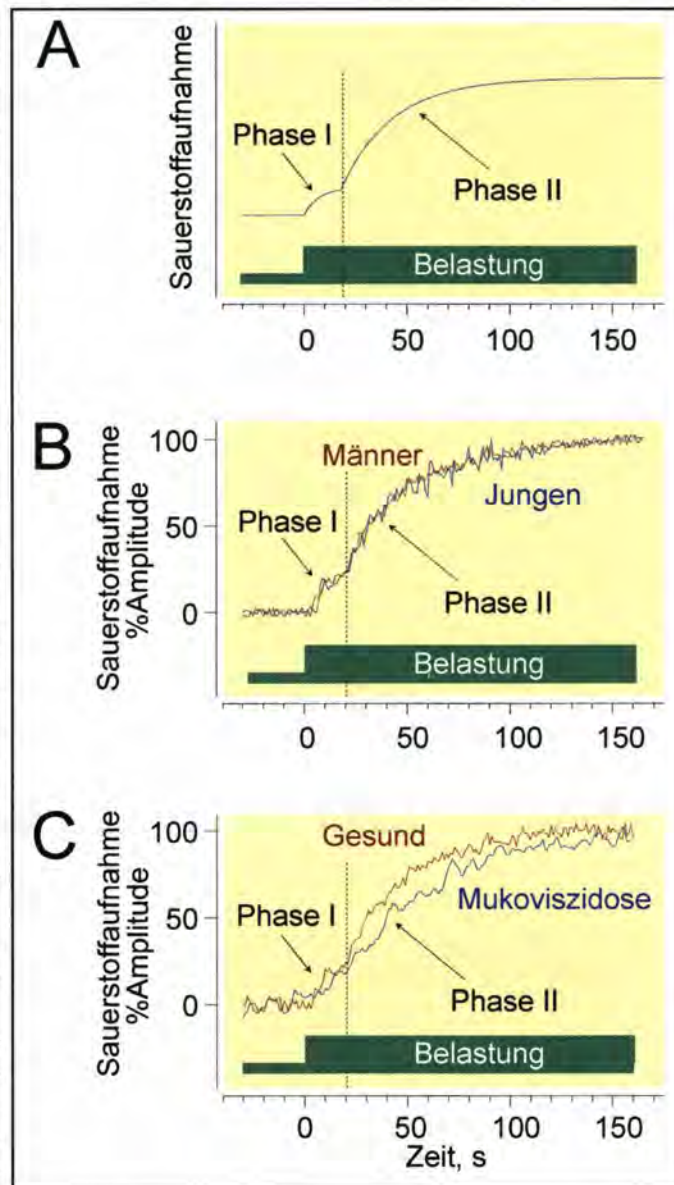 A
Sauerstoffaufnahme
Phase I
Phase II
Belastung
0 50 100 150
B
Sauerstoffaufnahme
%Amplitude
100
50
0
Männer
Jungen
Phase I
Phase II
Belastung
0 50 100 150
C
Sauerstoffaufnahme
%Amplitude
100
50
0
Gesund
Mukoviszidose
Phase I
Phase II
Belastung
0 50 100 150
Zeit, s